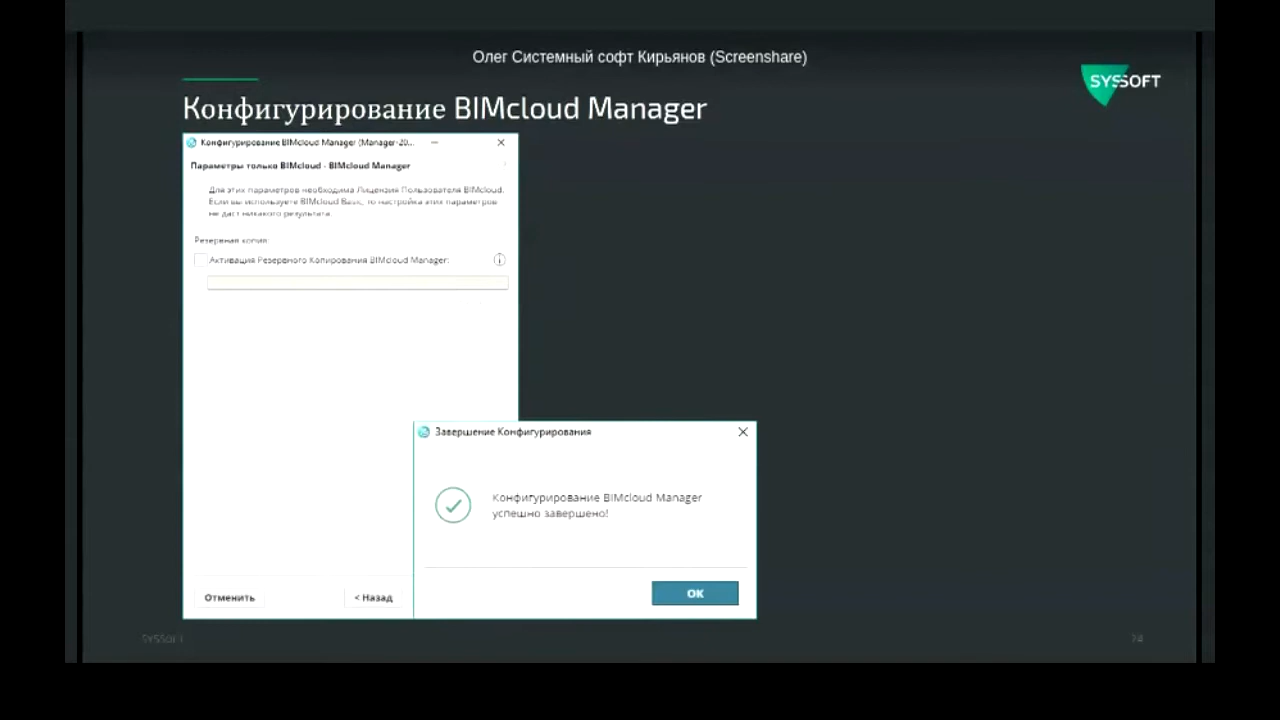 Олег Системный софт Кирьянов (Screenshare)
SYSSOFT
Конфигурирование BIMcloud Manager
Конфигурирование BIMcloud Manager (Manager-20...
Параметры только BIMcloud - BIMcloud Manager
Для этих параметров необходима Лицензия Пользователя BIMcloud.
Если вы используете BIMcloud Basic, то настройка этих параметров
не даст никакого результата.
Резервная копия:
Активация Резервного Копирования BIMcloud Manager:
Завершение Конфигурирования
Конфигурирование BIMcloud Manager
успешно завершено!
Отменить
< Назад
OK
SYSSOFT
24